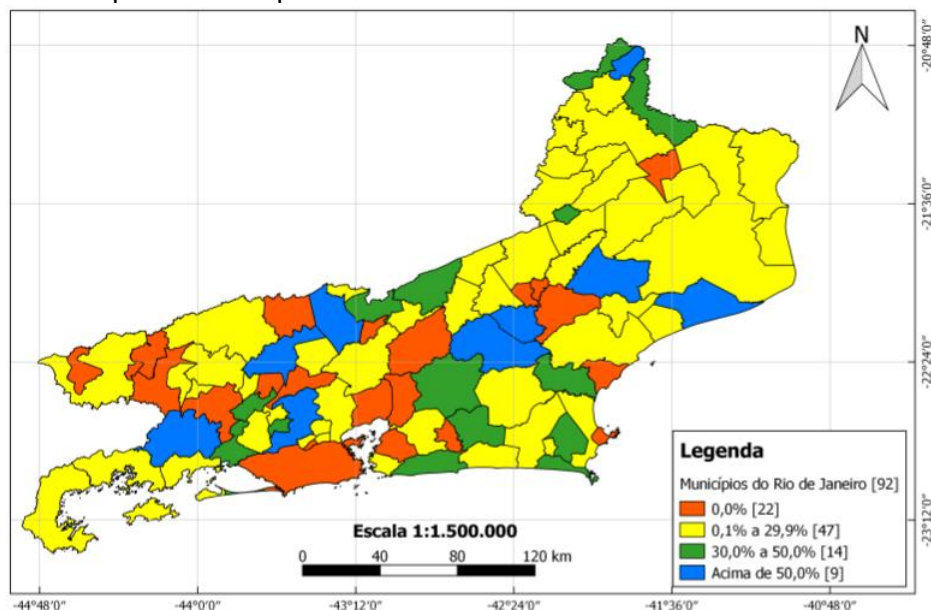 N
-20°48'0"
-21°36'0"
-22°24'0"
-23°12'0"
Legenda
Municípios do Rio de Janeiro [92]
0,0% [22]
0,1% a 29,9% [47]
30,0% a 50,0% [14]
Acima de 50,0% [9]
Escala 1:1.500.000
0 40 80 120 km
-44°48'0" -44°0'0" -43°12'0" -42°24'0" -41°36'0" -40°48'0"